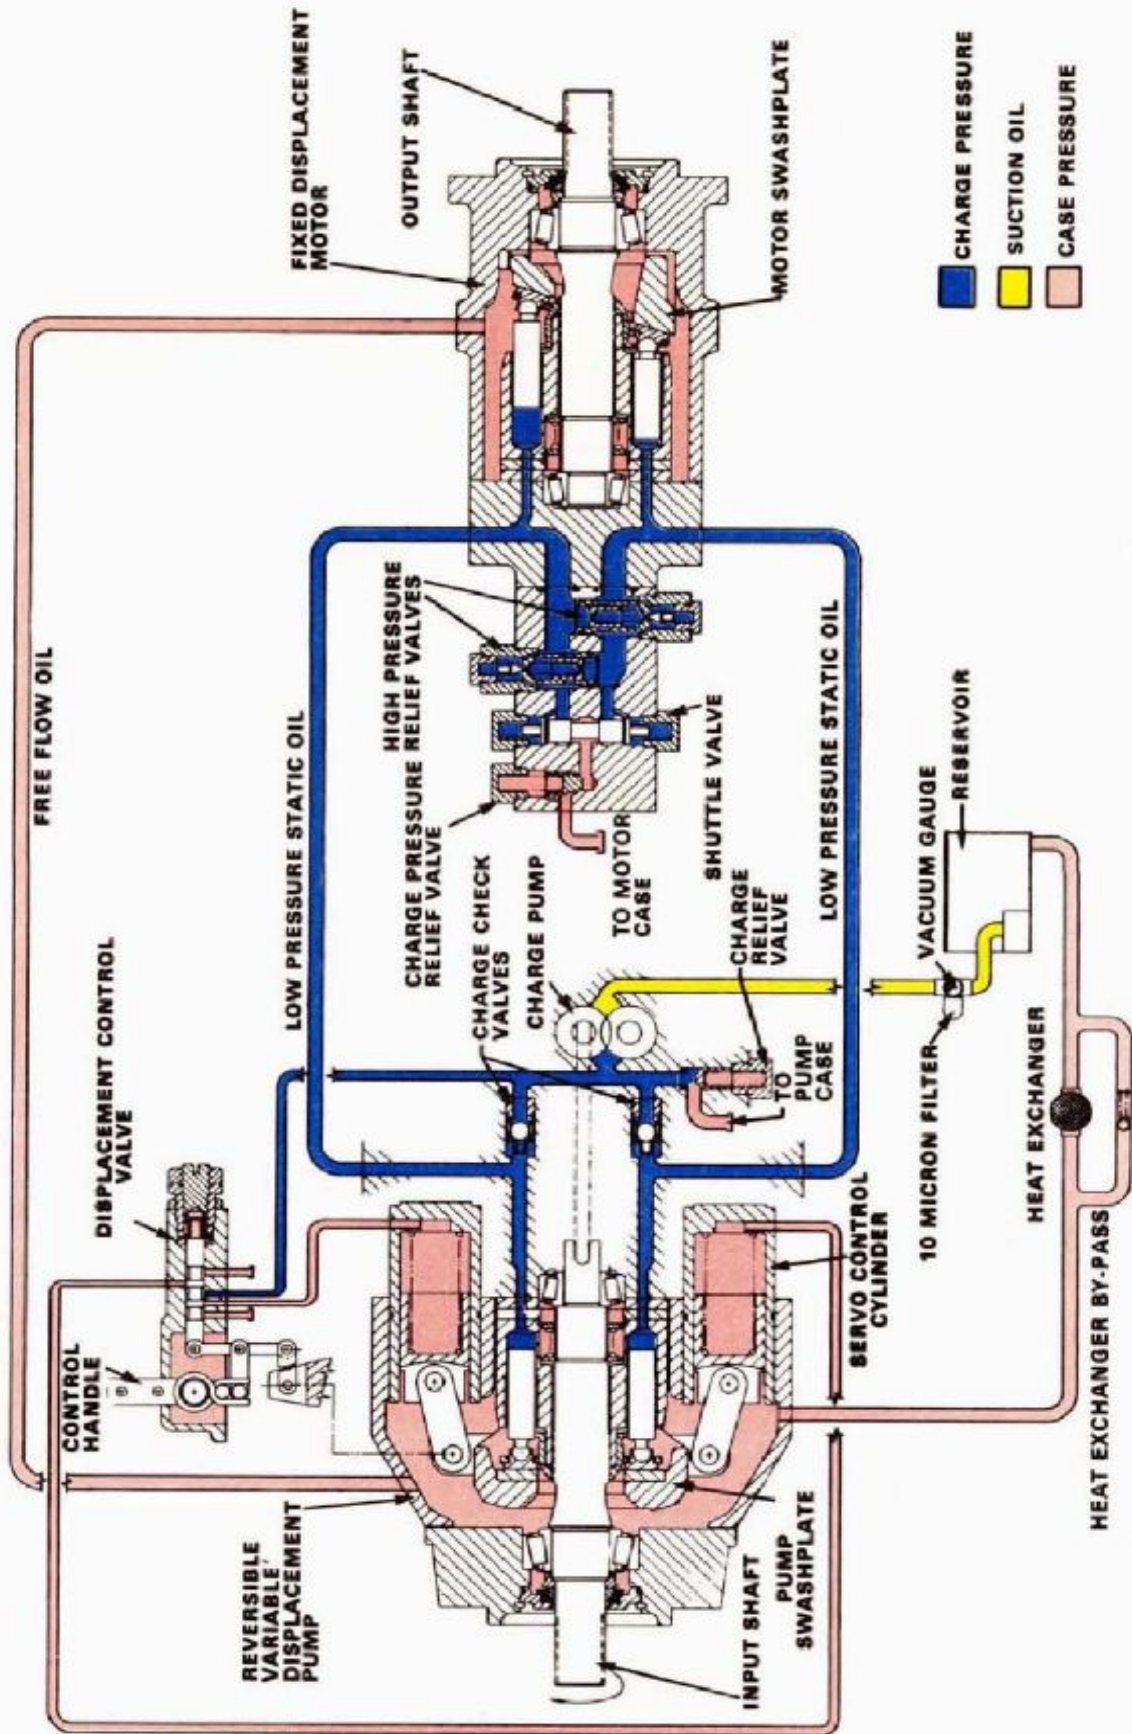 FREE FLOW OIL
FIXED DISPLACEMENT
MOTOR
OUTPUT SHAFT
MOTOR SWASHPLATE
HIGH PRESSURE
RELIEF VALVES
CHARGE PRESSURE
RELIEF VALVE
LOW PRESSURE STATIC OIL
DISPLACEMENT CONTROL
VALVE
CONTROL
HANDLE
REVERSIBLE
VARIABLE'
DISPLACEMENT
PUMP
INPUT SHAFT
PUMP
SWASHPLATE
SERVO CONTROL
CYLINDER
CHARGE CHECK
VALVES
CHARGE PUMP
TO MOTOR
CASE
SHUTTLE VALVE
CHARGE
RELIEF
VALVE
TO
PUMP
CASE
LOW PRESSURE STATIC OIL
VACUUM GAUGE
RESERVOIR
10 MICRON FILTER
HEAT EXCHANGER
HEAT EXCHANGER BY-PASS
CHARGE PRESSURE
SUCTION OIL
CASE PRESSURE